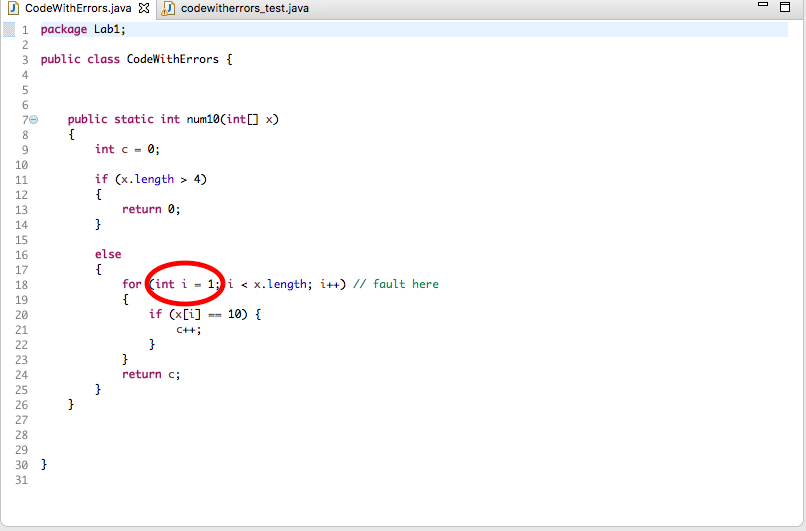 CodeWithErrors.java codewitherrors_test.java
1 package Lab1;
2
3 public class CodeWithErrors {
4
5
6
7 public static int num10(int[] x)
8 {
9 int c = 0;
10
11 if (x.length > 4)
12 {
13 return 0;
14 }
15
16 else
17 {
18 for (int i = 1; i < x.length; i++) // fault here
19 {
20 if (x[i] == 10) {
21 c++;
22 }
23 }
24 return c;
25 }
26 }
27
28
29
30 }
31